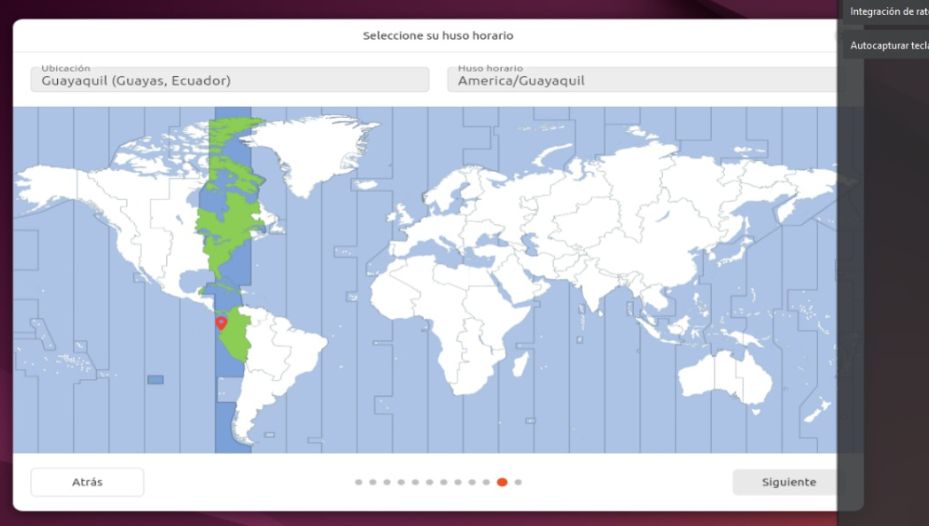 Integración de rat
Seleccione su huso horario
Autocapturar tecla
Ubicación
Guayaquil (Guayas, Ecuador)
Huso horario
America/Guayaquil
Atrás
Siguiente